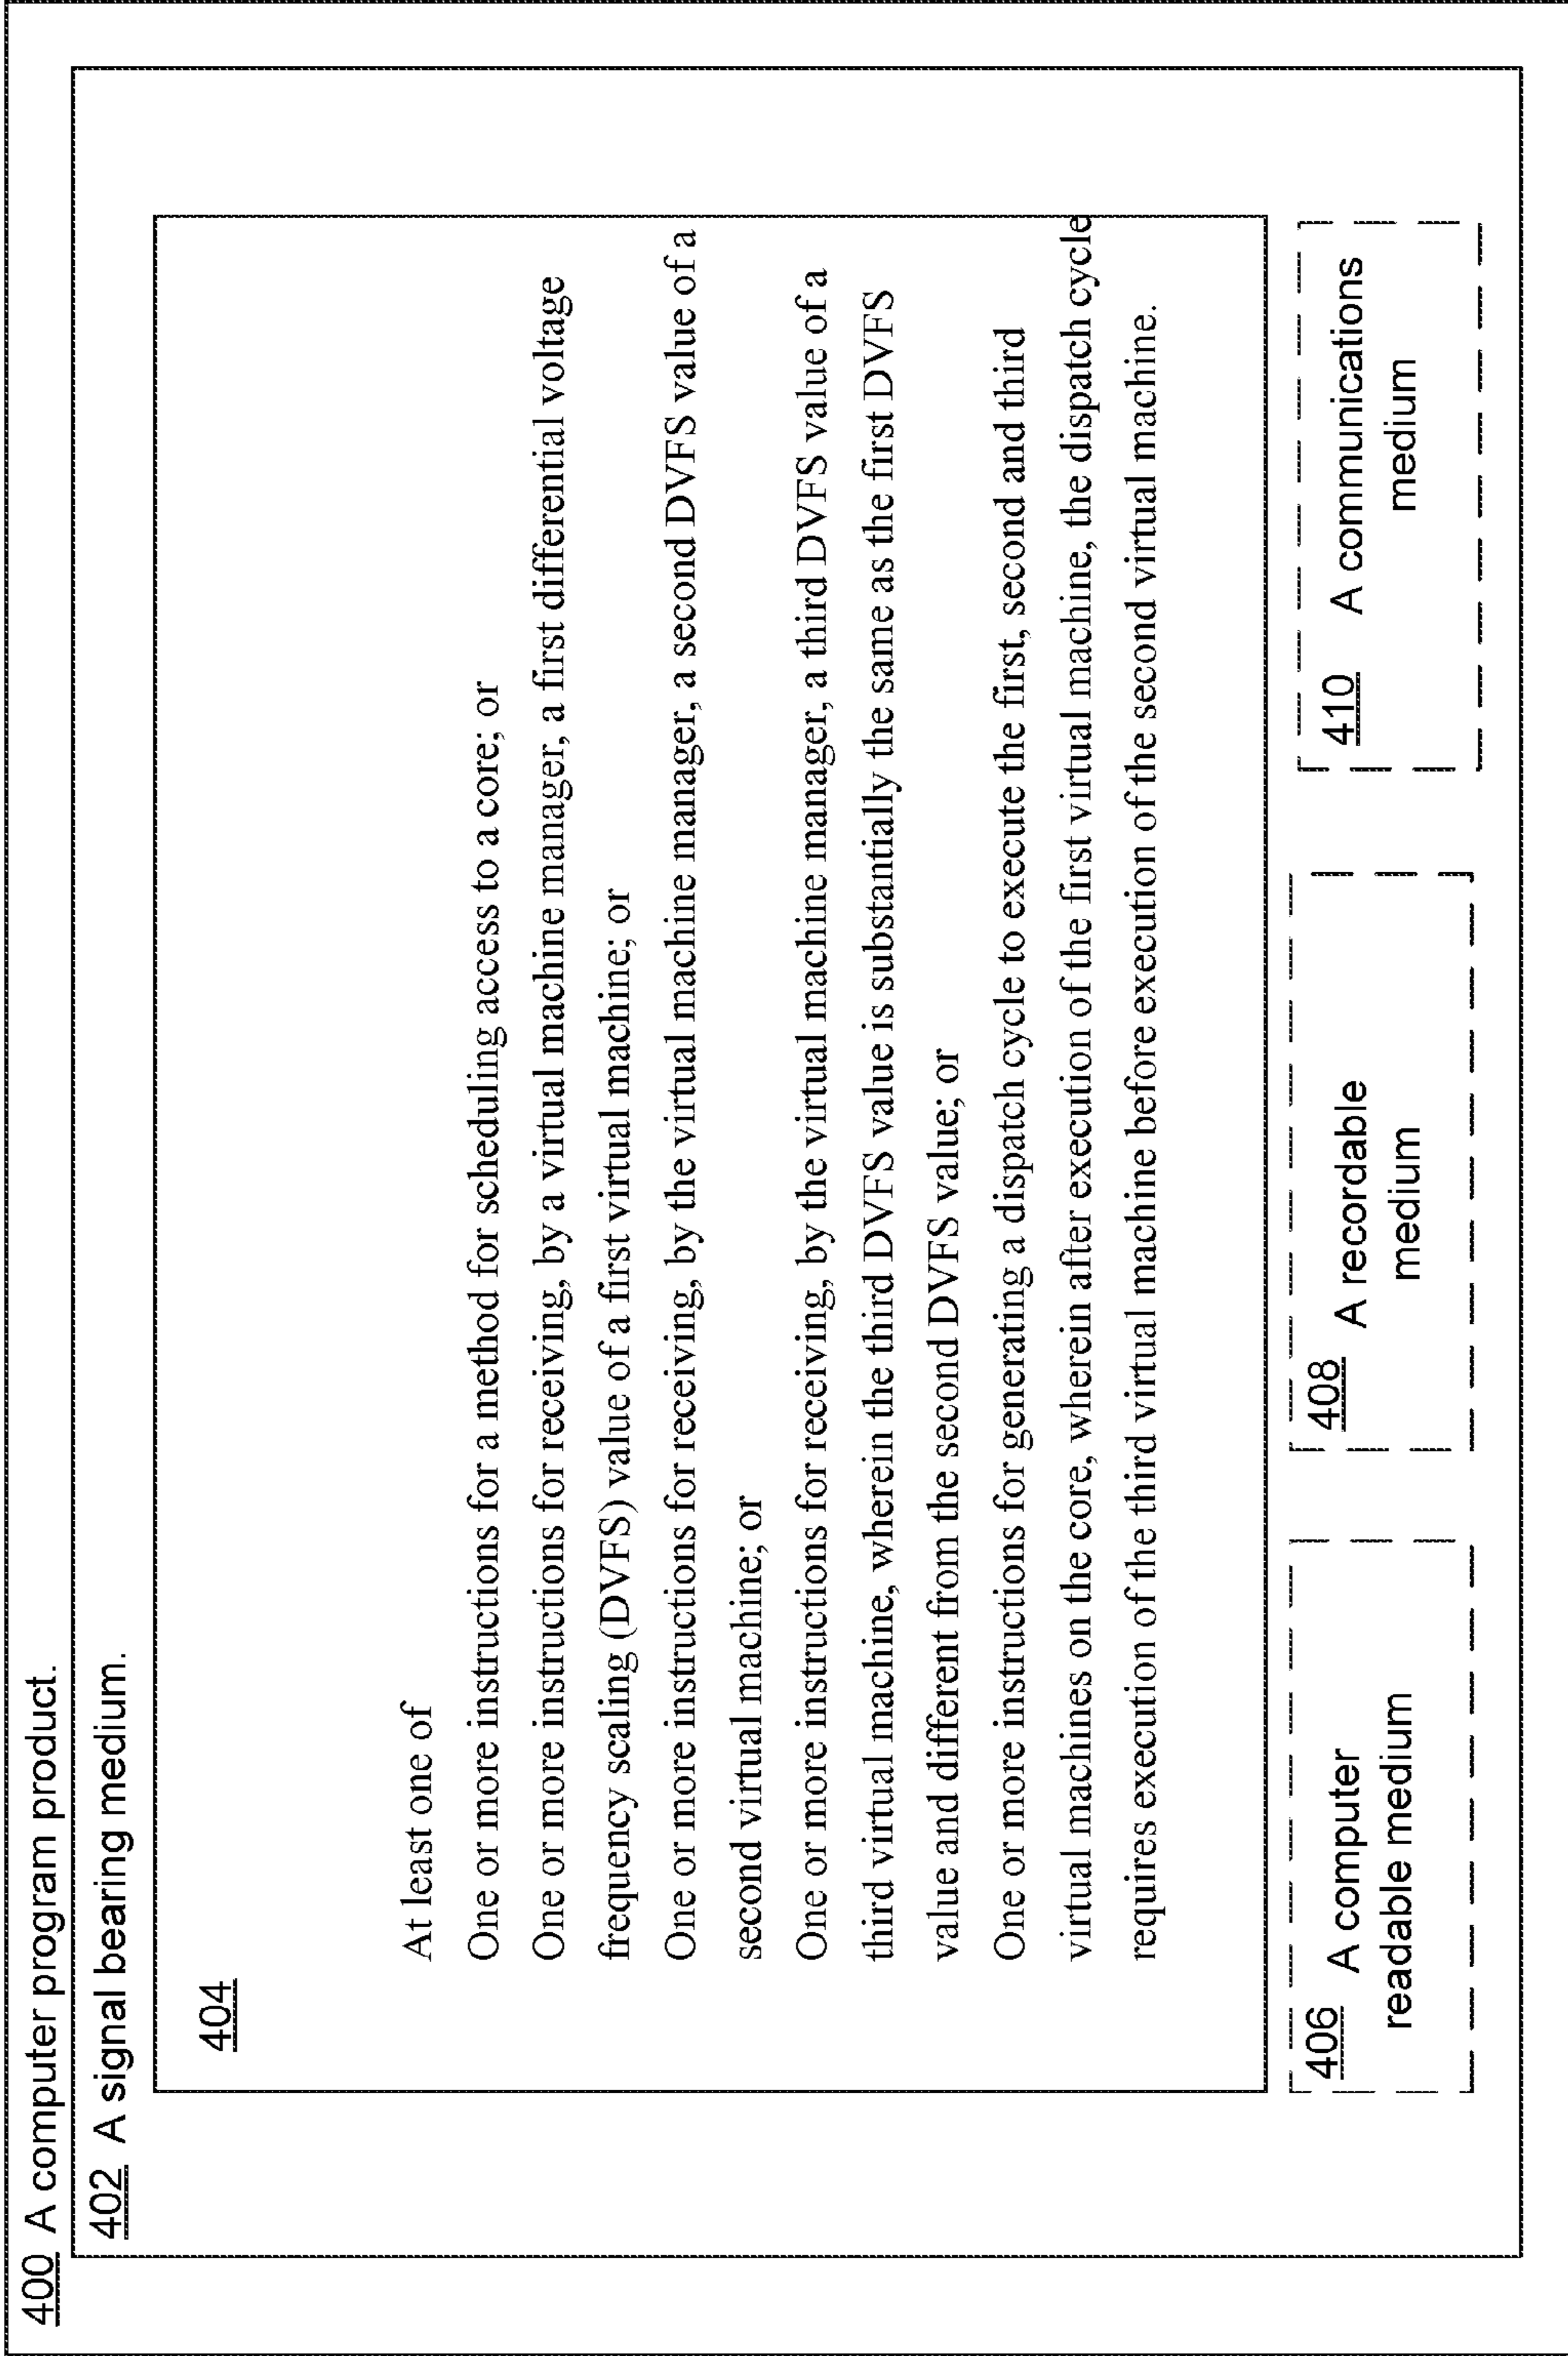 400 A computer program product.
402 A signal bearing medium.
404
At least one of
One or more instructions for a method for scheduling access to a core; or
One or more instructions for receiving, by a virtual machine manager, a first differential voltage
frequency scaling (DVFS) value of a first virtual machine; or
One or more instructions for receiving, by the virtual machine manager, a second DVFS value of a
second virtual machine; or
One or more instructions for receiving, by the virtual machine manager, a third DVFS value of a
third virtual machine, wherein the third DVFS value is substantially the same as the first DVFS
value and different from the second DVFS value; or
One or more instructions for generating a dispatch cycle to execute the first, second and third
virtual machines on the core, wherein after execution of the first virtual machine, the dispatch cycle
requires execution of the third virtual machine before execution of the second virtual machine.
406 A computer
readable medium
408 A recordable
medium
410 A communications
medium